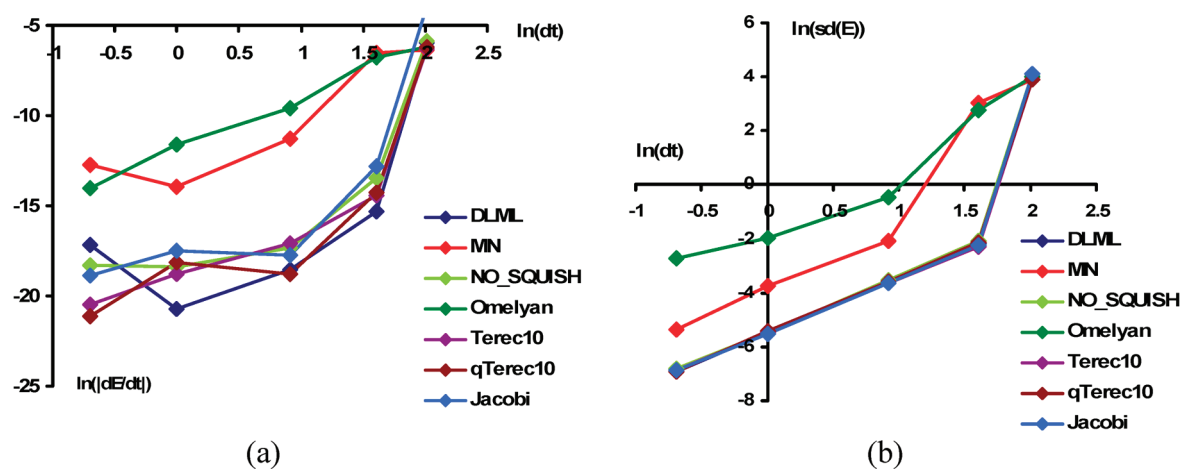 -5
ln(dt)
-1
-0.5
0
0.5
1
1.5
2
2.5
-10
-15
-20
-25
ln(|dE/dt|)
DLML
MN
NO_SQUISH
Omelyan
Terec10
qTerec10
Jacobi
(a)
ln(sd(E))
6
4
2
ln(dt)
0
-1
-0.5
0
0.5
1
1.5
2
2.5
-2
-4
-6
-8
DLML
MN
NO_SQUISH
Omelyan
Terec10
qTerec10
Jacobi
(b)